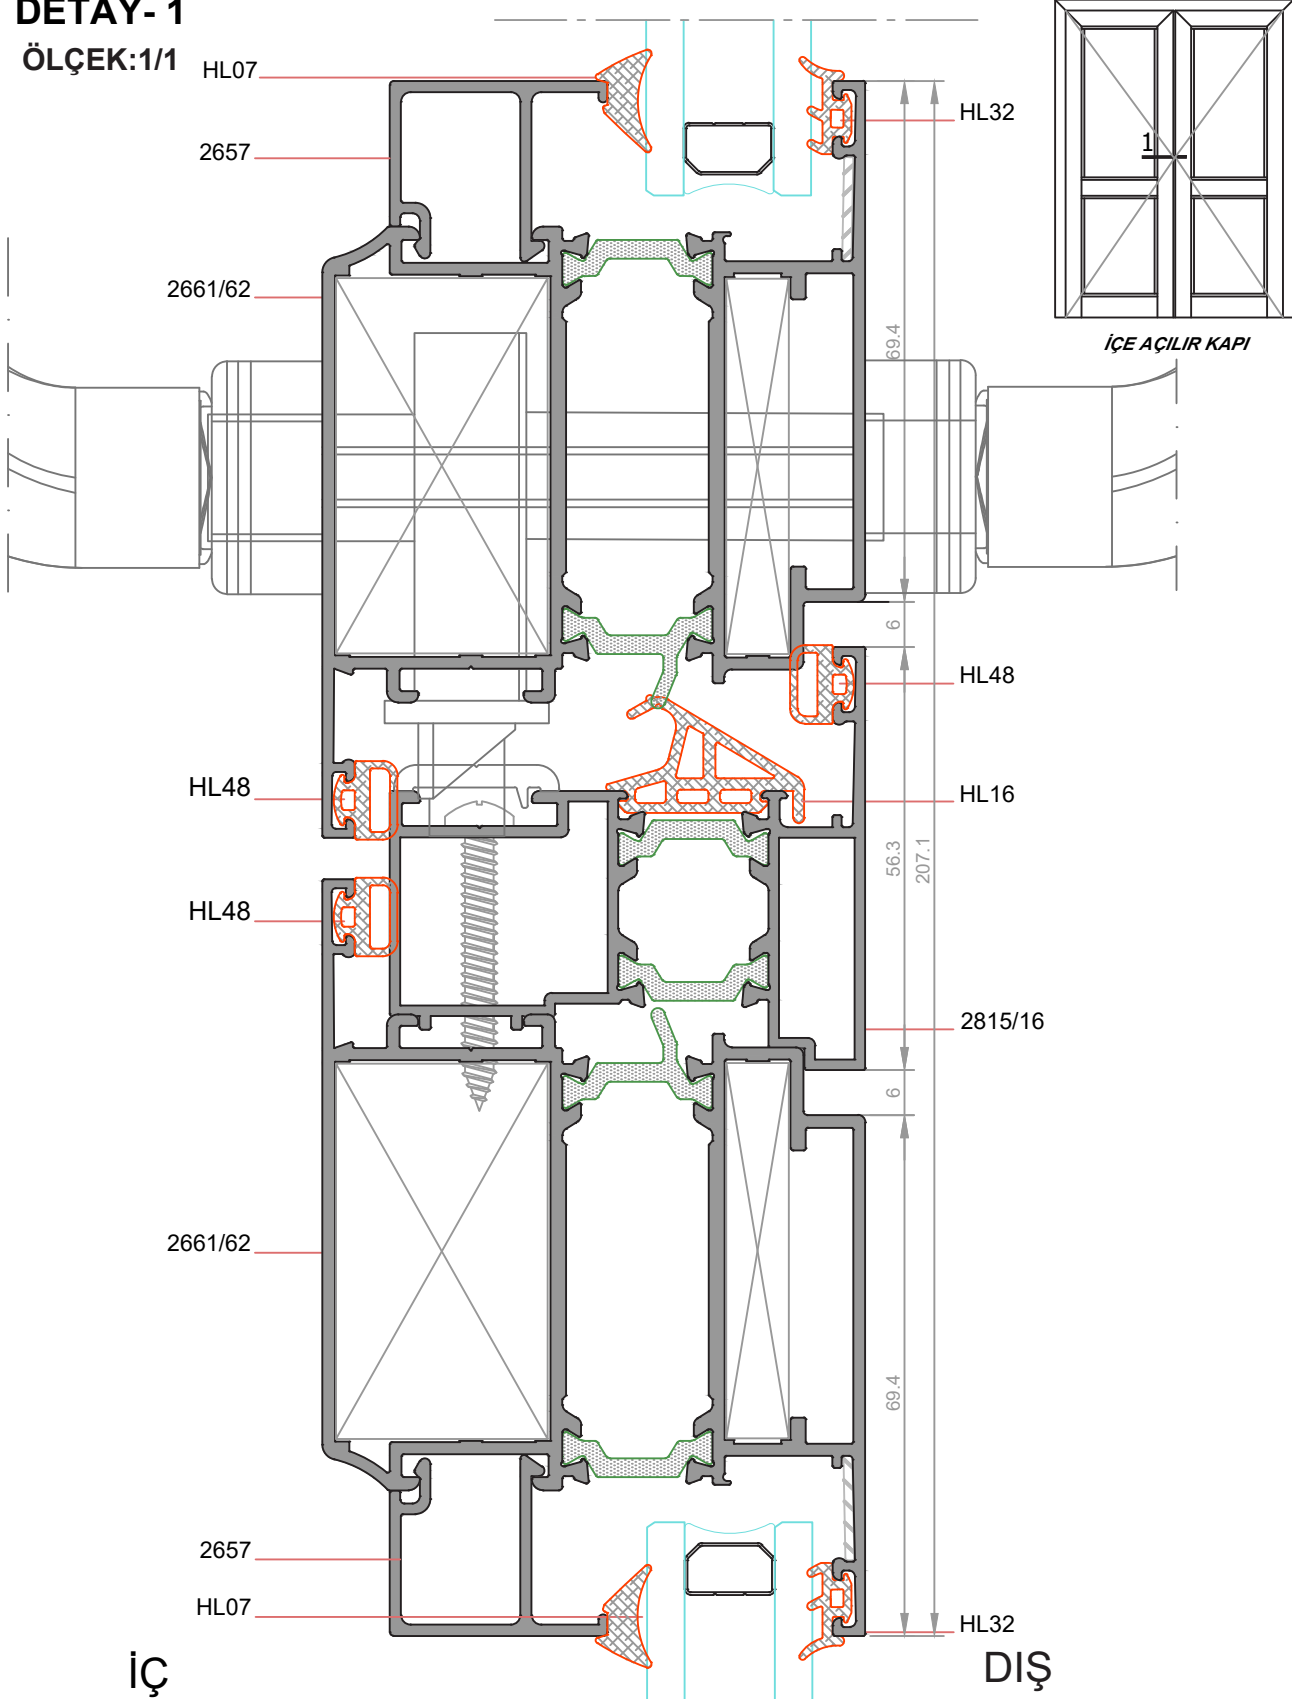 DETAY- 1
ÖLÇEK:1/1
HL07
HL32
2657
1
2661/62
İÇE AÇILIR KAPI
69.4
6
HL48
HL48
HL16
56.3
207.1
HL48
2815/16
6
2661/62
69.4
2657
HL07
HL32
İÇ
DIŞ